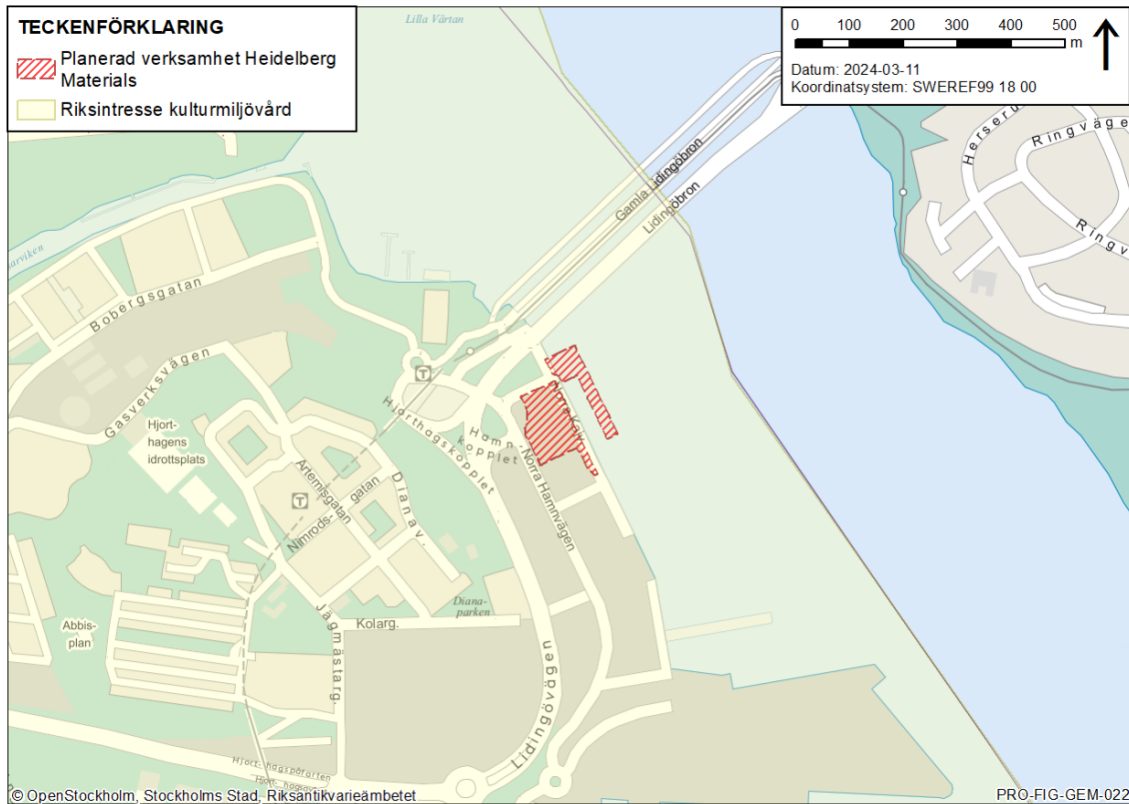 TECKENFÖRKLARING
Planerad verksamhet Heidelberg
Materials
Riksintresse kulturmiljövård
Lilla Värtan
0 100 200 300 400 500
m
Datum: 2024-03-11
Koordinatsystem: SWEREF99 18 00
Gamla Lidingöbron
Lidingöbron
Ringväge
Bobergsgatan
Gasverksvägen
Hjort-
hagens
idrottsplats
T
Hjorthagskopplet
Hamn-
kopplet
Norra Hamnvägen
T
Artemisgatan
Nimrods-
gatan
Dianav.
Diana-
parken
Kolarg.
Abbis-
plan
Jägmästarg.
Lidingövägen
© OpenStockholm, Stockholms Stad, Riksantikvarieämbetet
PRO-FIG-GEM-022